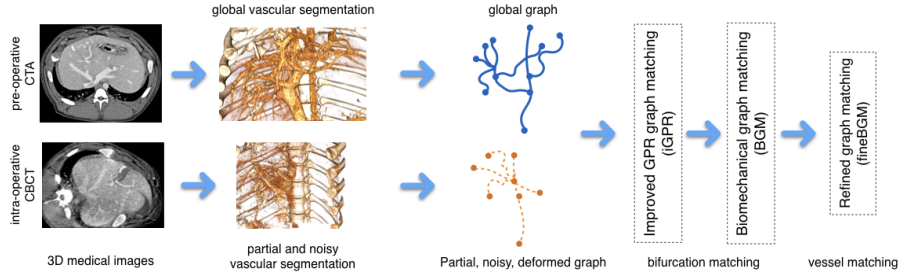 global vascular segmentation
global graph
pre-operative
CTA
intra-operative
CBCT
Improved GPR graph matching
(iGPR)
Biomechanical graph matching
(BGM)
Refined graph matching
(fineBGM)
3D medical images
partial and noisy
vascular segmentation
Partial, noisy, deformed graph
bifurcation matching
vessel matching